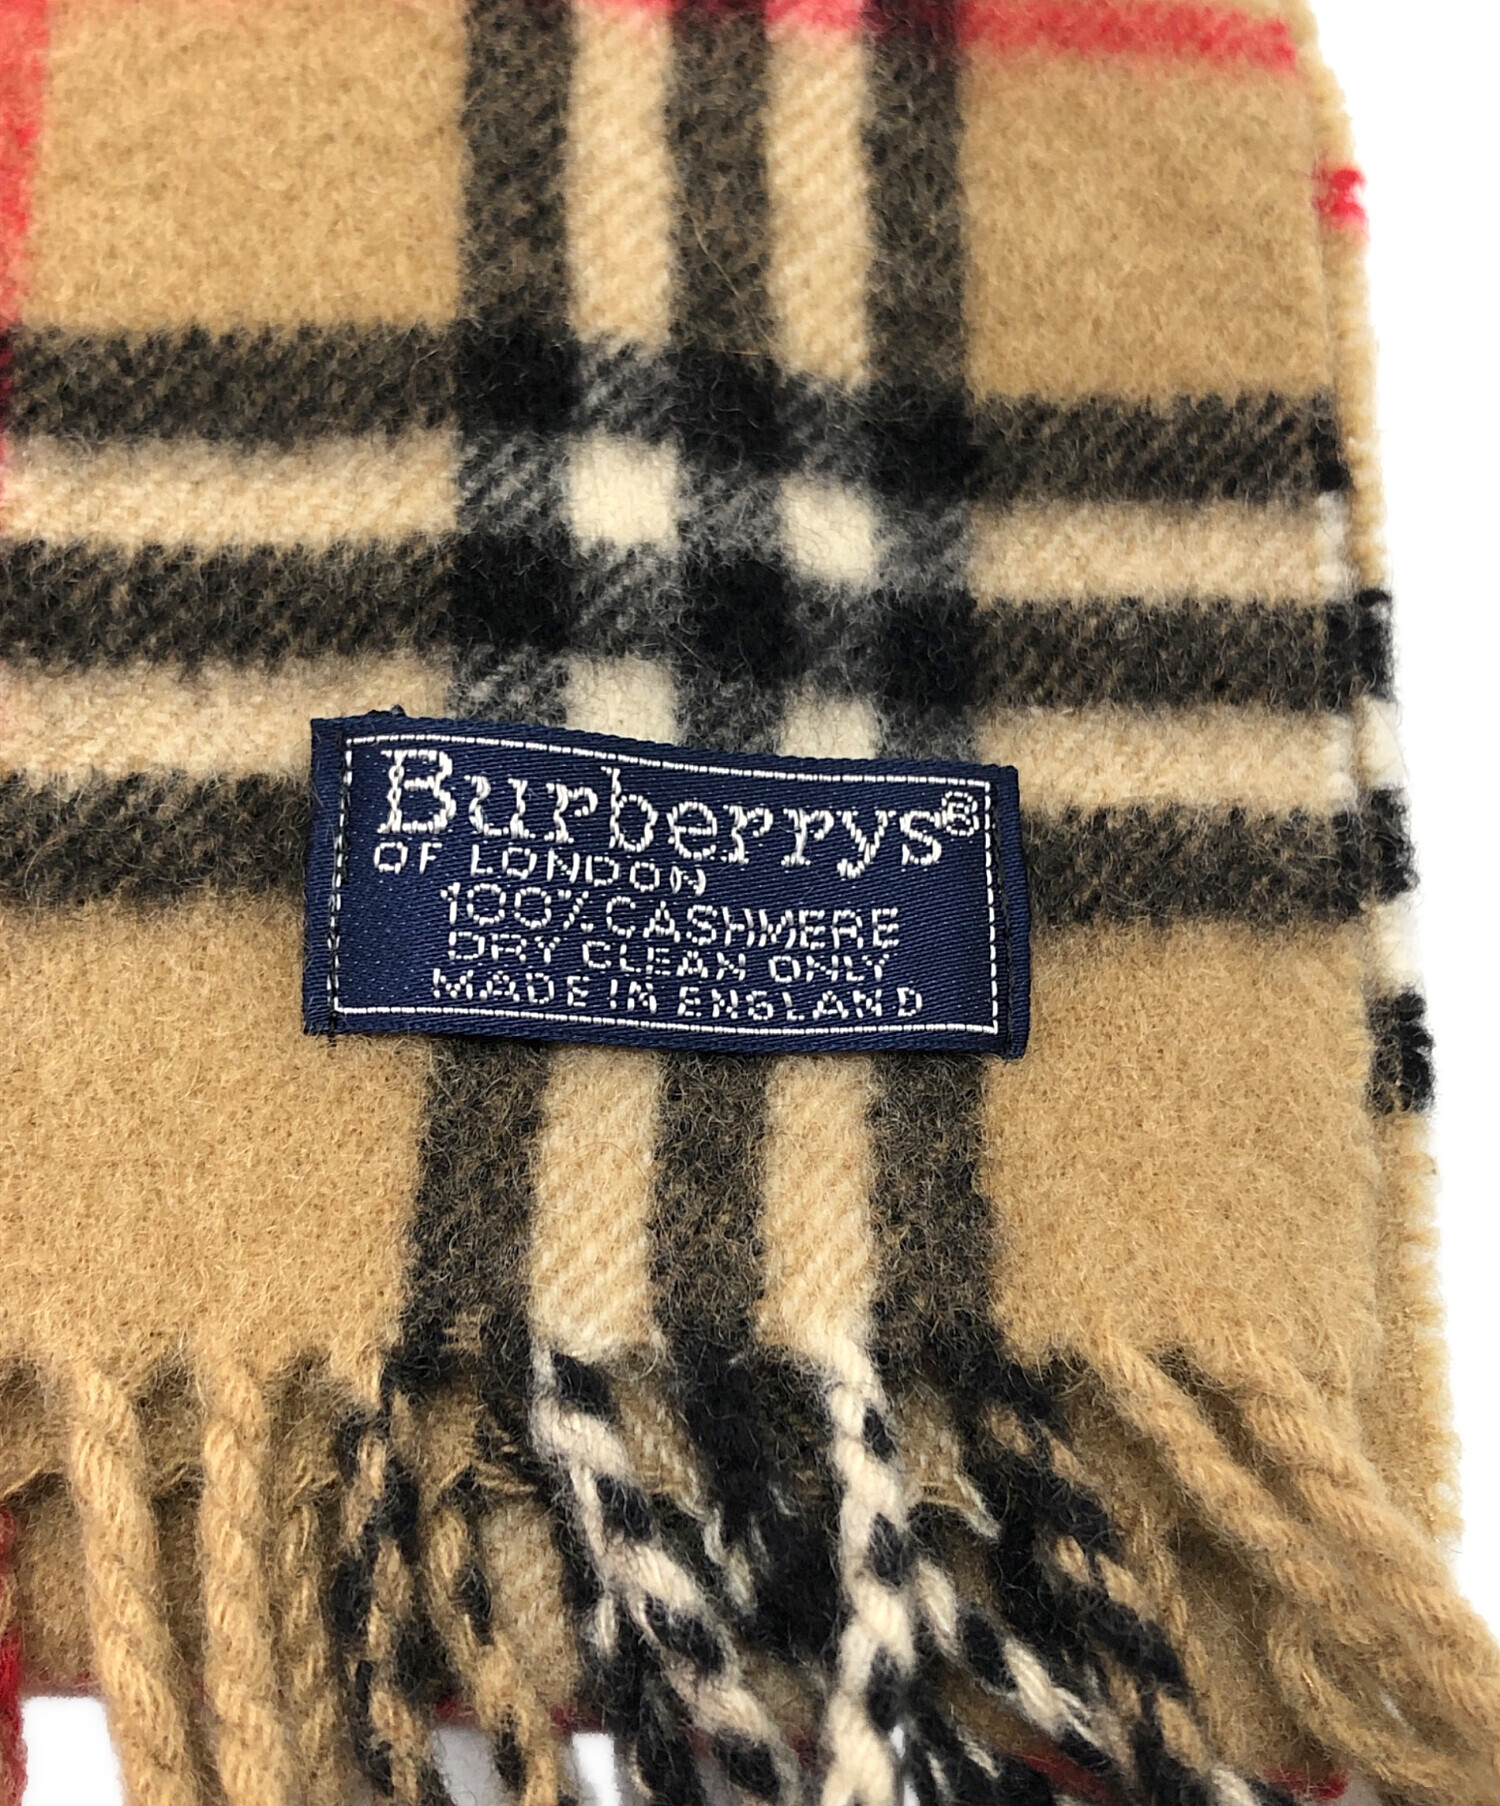 Burberrys®
OF LONDON
100% CASHMERE
DRY CLEAN ONLY
MADE IN ENGLAND